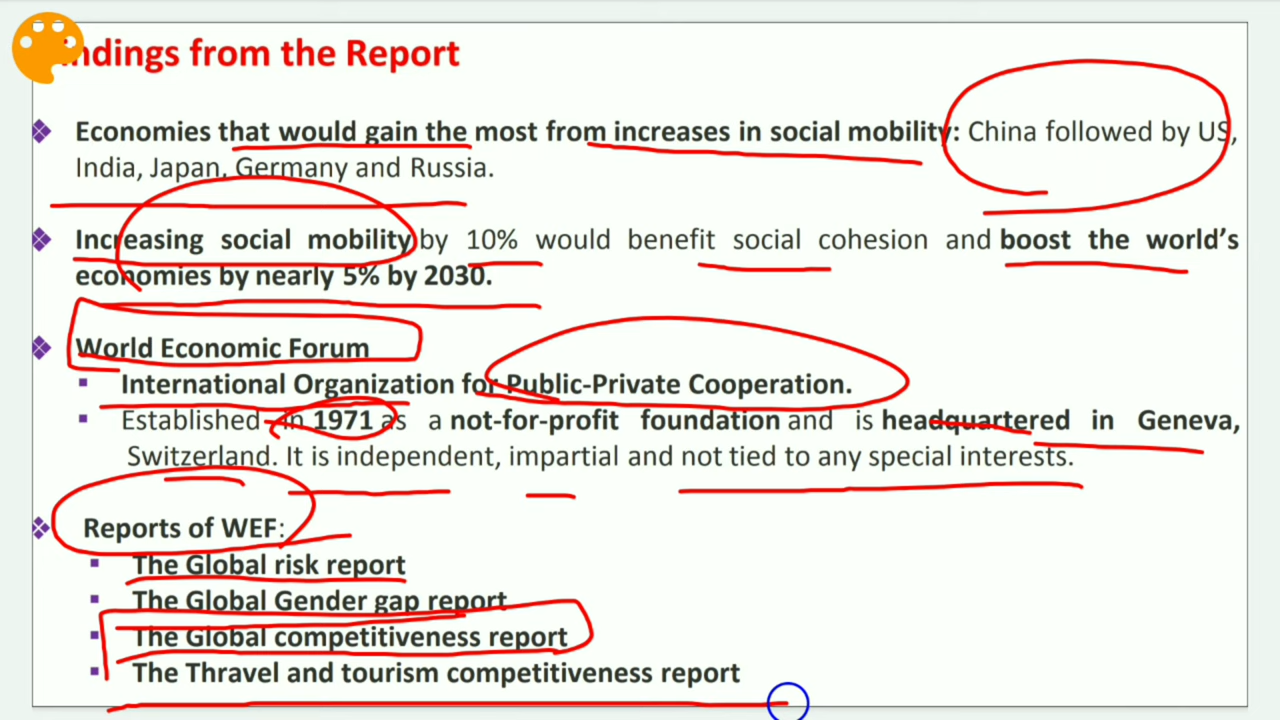 indings from the Report
Economies that would gain the most from increases in social mobility: China followed by US,
India, Japan, Germany and Russia.
Increasing social mobility by 10% would benefit social cohesion and boost the world's
economies by nearly 5% by 2030.
World Economic Forum
International Organization for Public-Private Cooperation.
Established in 1971 as a not-for-profit foundation and is headquartered in Geneva,
Switzerland. It is independent, impartial and not tied to any special interests.
Reports of WEF:
The Global risk report
The Global Gender gap report
The Global competitiveness report
The Thravel and tourism competitiveness report